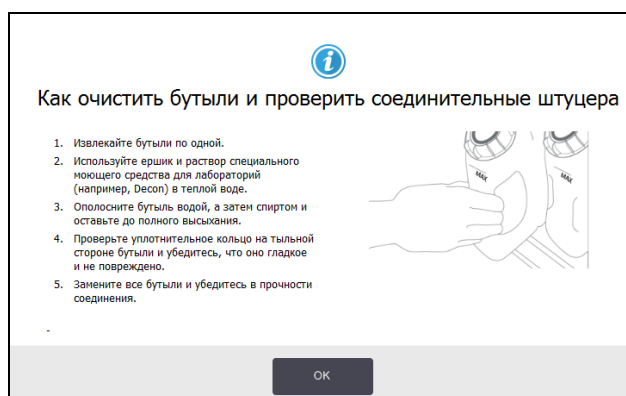 Как очистить бутыли и проверить соединительные штуцера
1. Извлекайте бутыли по одной.
2. Используйте ершик и раствор специального
моющего средства для лабораторий
(например, Decon) в теплой воде.
3. Ополосните бутыль водой, а затем спиртом и
оставьте до полного высыхания.
4. Проверьте уплотнительное кольцо на тыльной
стороне бутыли и убедитесь, что оно гладкое
и не повреждено.
5. Замените все бутыли и убедитесь в прочности
соединения.
-
MAX
MAX
OK